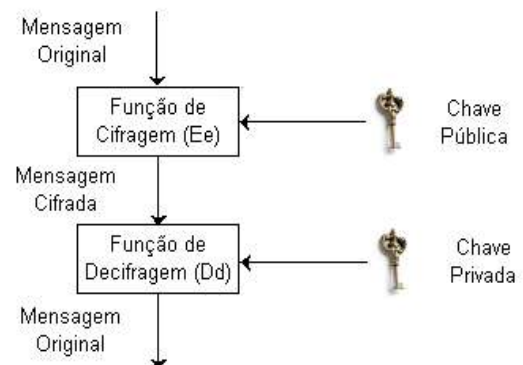 Mensagem
Original
Função de
Cifragem (Ee)
Chave
Pública
Mensagem
Cifrada
Função de
Decifragem (Dd)
Chave
Privada
Mensagem
Original